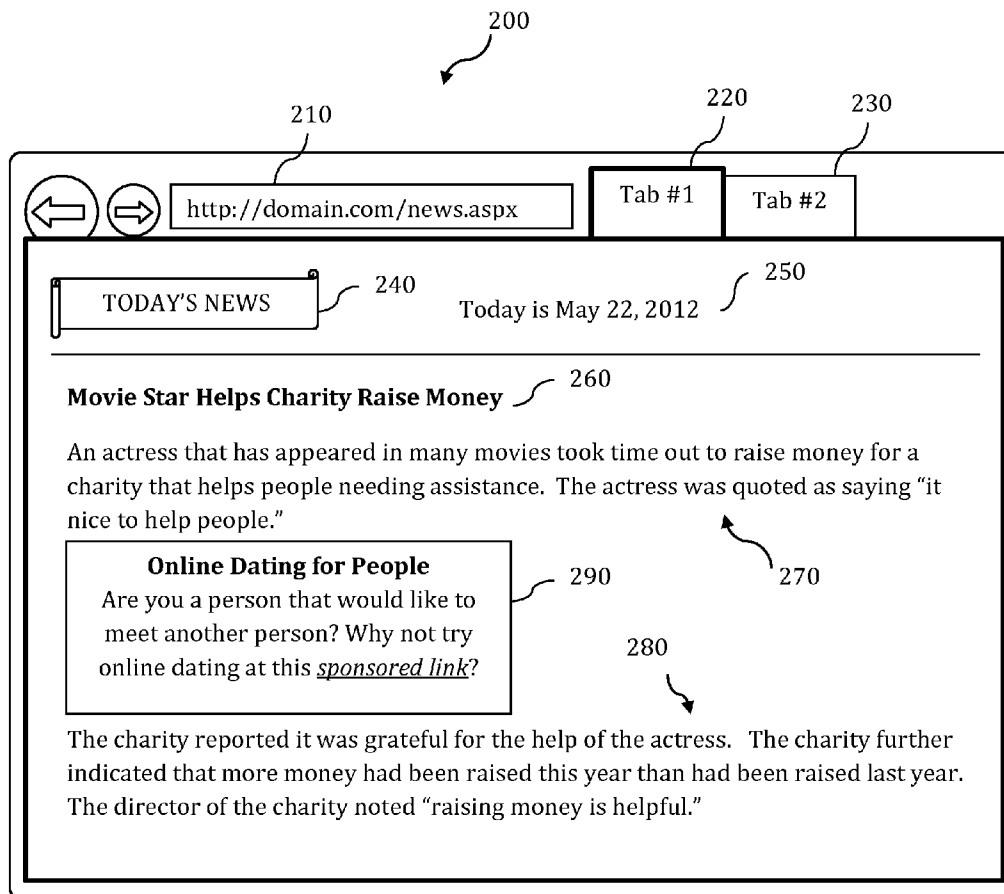 200
210
220
230
http://domain.com/news.aspx
Tab #1
Tab #2
TODAY'S NEWS
240
Today is May 22, 2012
250
Movie Star Helps Charity Raise Money
260
An actress that has appeared in many movies took time out to raise money for a
charity that helps people needing assistance.  The actress was quoted as saying “it
nice to help people.”
270
Online Dating for People
Are you a person that would like to
meet another person? Why not try
online dating at this sponsored link?
290
280
The charity reported it was grateful for the help of the actress.   The charity further
indicated that more money had been raised this year than had been raised last year.
The director of the charity noted “raising money is helpful.”